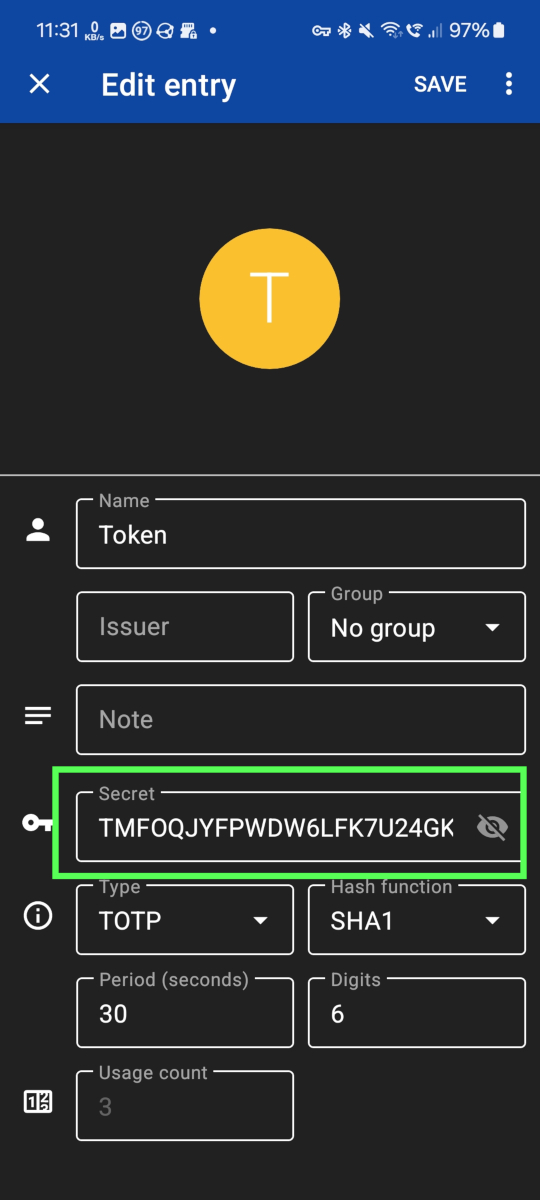 11:31 0 KB/s 97 97%
Edit entry SAVE
T
Name
Token
Issuer
Group
No group
Note
Secret
TMFOQJYFPWDW6LFK7U24GK
Type
TOTP
Hash function
SHA1
Period (seconds)
30
Digits
6
Usage count
3